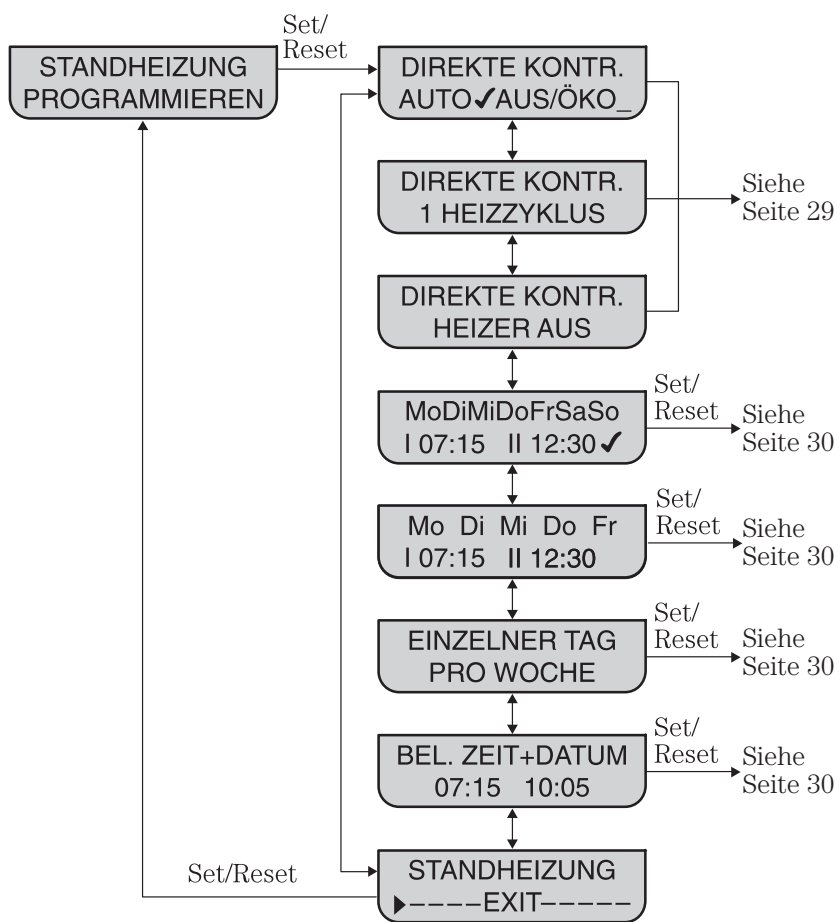 Set/
Reset
STANDHEIZUNG
PROGRAMMIEREN
DIREKTE KONTR.
AUTO✓AUS/ÖKO_
DIREKTE KONTR.
1 HEIZZYKLUS
Siehe
Seite 29
DIREKTE KONTR.
HEIZER AUS
MoDiMiDoFrSaSo
I 07:15 II 12:30 ✓
Set/
Reset
Siehe
Seite 30
Mo Di Mi Do Fr
I 07:15 II 12:30
Set/
Reset
Siehe
Seite 30
EINZELNER TAG
PRO WOCHE
Set/
Reset
Siehe
Seite 30
BEL. ZEIT+DATUM
07:15 10:05
Set/
Reset
Siehe
Seite 30
Set/Reset
STANDHEIZUNG
▶----EXIT-----